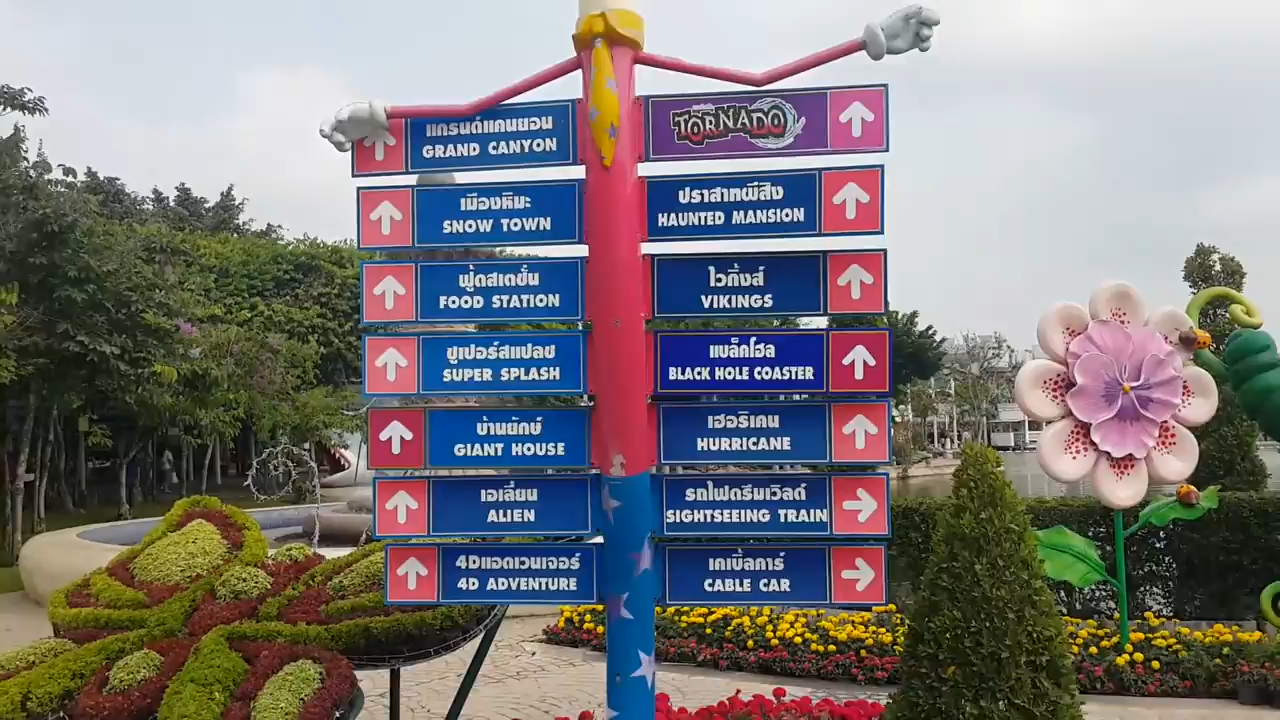 แกรนด์แคนยอน
GRAND CANYON
เมืองหิมะ
SNOW TOWN
ฟู้ดสเตชั่น
FOOD STATION
ซูเปอร์สแปลช
SUPER SPLASH
บ้านยักษ์
GIANT HOUSE
เอเลี่ยน
ALIEN
4Dแอดเวนเจอร์
4D ADVENTURE
TORNADO
ปราสาทผีสิง
HAUNTED MANSION
ไวกิ้งส์
VIKINGS
แบล็กโฮล
BLACK HOLE COASTER
เฮอริเคน
HURRICANE
รถไฟดรีมเวิลด์
SIGHTSEEING TRAIN
เคเบิ้ลคาร์
CABLE CAR